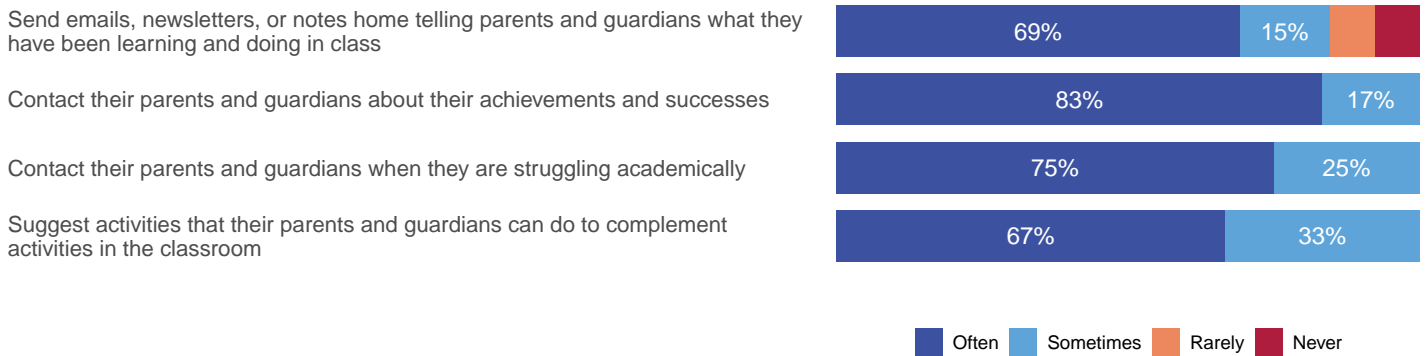 Send emails, newsletters, or notes home telling parents and guardians what they
have been learning and doing in class
69% 15%
Contact their parents and guardians about their achievements and successes
83% 17%
Contact their parents and guardians when they are struggling academically
75% 25%
Suggest activities that their parents and guardians can do to complement
activities in the classroom
67% 33%
Often Sometimes Rarely Never